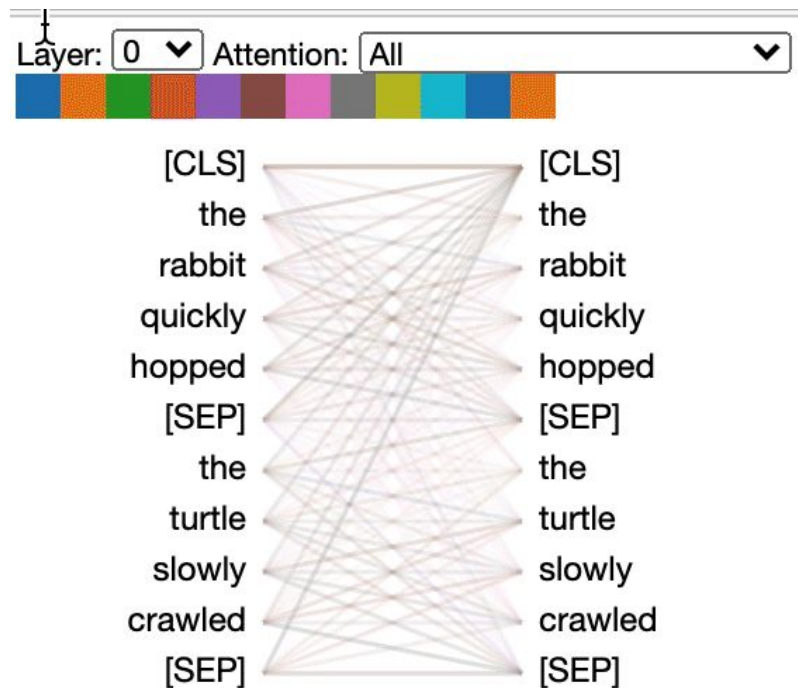 Layer: 0 Attention: All
[CLS] [CLS]
the the
rabbit rabbit
quickly quickly
hopped hopped
[SEP] [SEP]
the the
turtle turtle
slowly slowly
crawled crawled
[SEP] [SEP]